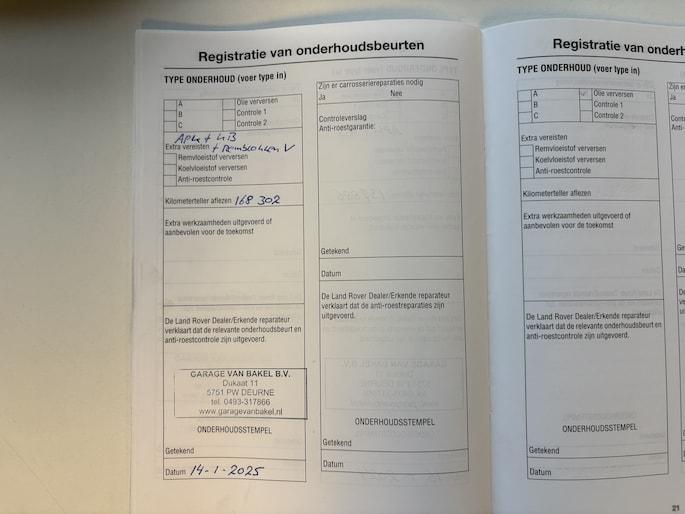 Registratie van onderhoudsbeurten
TYPE ONDERHOUD (voer type in)
A
Olie verversen
B
Controle 1
C
Controle 2
APK +
Extra vereisten + Remblokken V
Remvloeistof verversen
Koelvloeistof verversen
Anti-roestcontrole
Kilometerteller aflezen 168 302
Extra werkzaamheden uitgevoerd of
aanbevolen voor de toekomst
De Land Rover Dealer/Erkende reparateur
verklaart dat de relevante onderhoudsbeurt en
anti-roestcontrole zijn uitgevoerd.
GARAGE VAN BAKEL B.V.
Dukaat 11
5751 PW DEURNE
tel. 0493-317866
www.garagevanbakel.nl
ONDERHOUDSSTEMPEL
Getekend
Datum 14-1-2025
Zijn er carrosseriereparaties nodig
Ja Nee
Controleverslag
Anti-roestgarantie:
Getekend
Datum
De Land Rover Dealer/Erkende reparateur
verklaart dat de anti-roestreparaties zijn
uitgevoerd.
ONDERHOUDSSTEMPEL
Getekend
Datum
Registratie van onderh
TYPE ONDERHOUD (voer type in)
A
Olie verversen
B
Controle 1
C
Controle 2
Extra vereisten
Remvloeistof verversen
Koelvloeistof verversen
Anti-roestcontrole
Kilometerteller aflezen
Extra werkzaamheden uitgevoerd of
aanbevolen voor de toekomst
De Land Rover Dealer/Erkende reparateur
verklaart dat de relevante onderhoudsbeurt en
anti-roestcontrole zijn uitgevoerd.
ONDERHOUDSSTEMPEL
Getekend
Datum
Zijn er
Ja
Getek
Datu
De
21